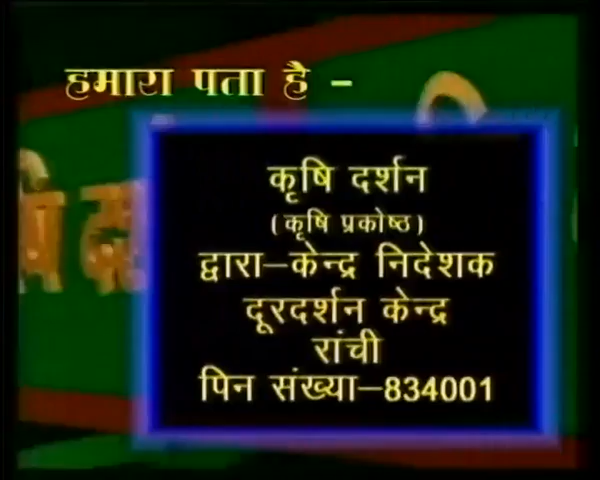 हमारा पता है –
कृषि दर्शन
(कृषि प्रकोष्ठ)
द्वारा–केन्द्र निदेशक
दूरदर्शन केन्द्र
रांची
पिन संख्या–834001